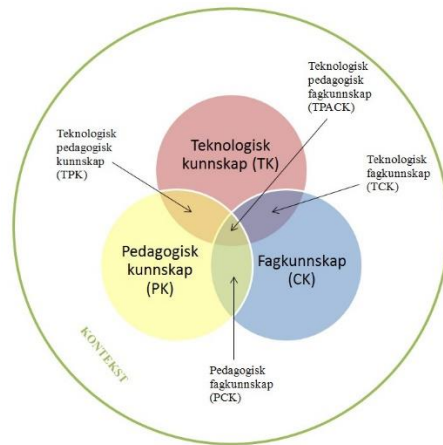 Teknologisk
pedagogisk
fagkunnskap
(TPACK)
Teknologisk
pedagogisk
kunnskap
(TPK)
Teknologisk
kunnskap (TK)
Teknologisk
fagkunnskap
(TCK)
Pedagogisk
kunnskap
(PK)
Fagkunnskap
(CK)
KONTEKST
Pedagogisk
fagkunnskap
(PCK)